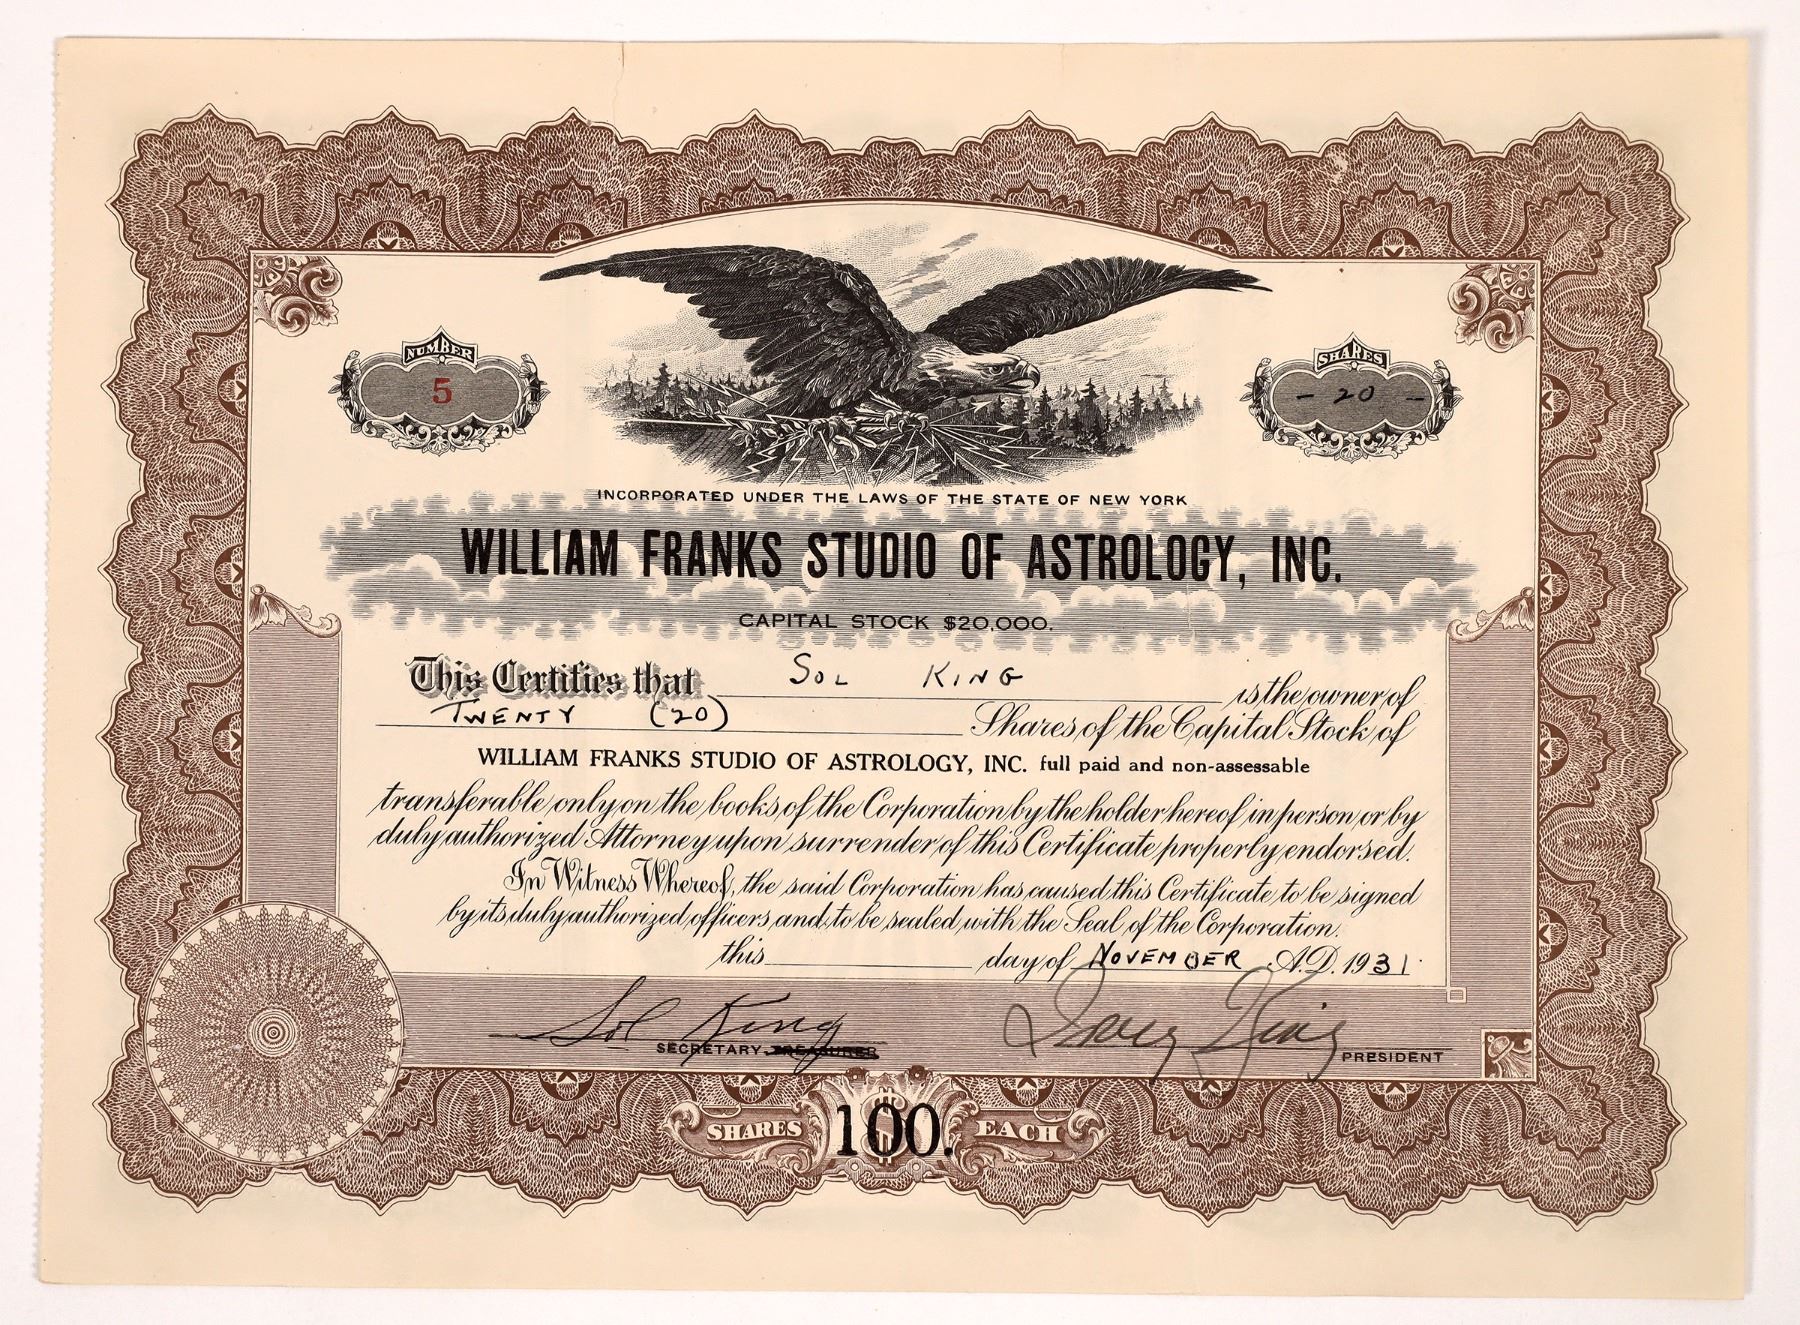 NUMBER
5
SHARES
- 20 -
INCORPORATED UNDER THE LAWS OF THE STATE OF NEW YORK
WILLIAM FRANKS STUDIO OF ASTROLOGY, INC.
CAPITAL STOCK $20,000.
This Certifies that SOL KING is the owner of
TWENTY (20) Shares of the Capital Stock of
WILLIAM FRANKS STUDIO OF ASTROLOGY, INC. full paid and non-assessable
transferable only on the books of the Corporation by the holder hereof in person or by
duly authorized Attorney upon surrender of this Certificate properly endorsed.
In Witness Whereof, the said Corporation has caused this Certificate to be signed
by its duly authorized officers and to be sealed with the Seal of the Corporation.
this day of NOVEMBER A.D. 1931.
Sol King King
SECRETARY-TREASURER PRESIDENT
SHARES 100. EACH